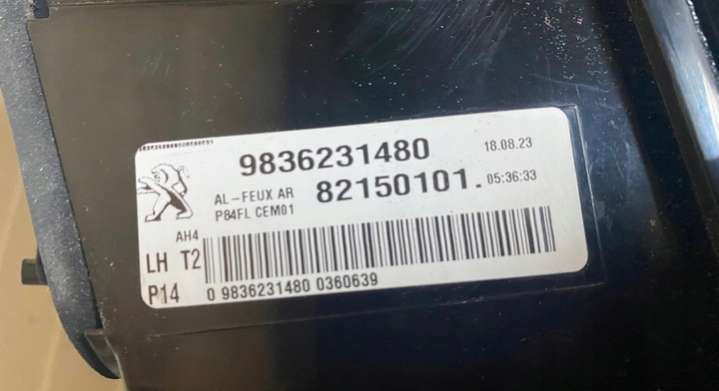 9836231480 18.08.23
AL-FEUX AR 82150101. 05:36:33
P84FL CEM01
AH4
LH T2
P14 0 9836231480 0360639